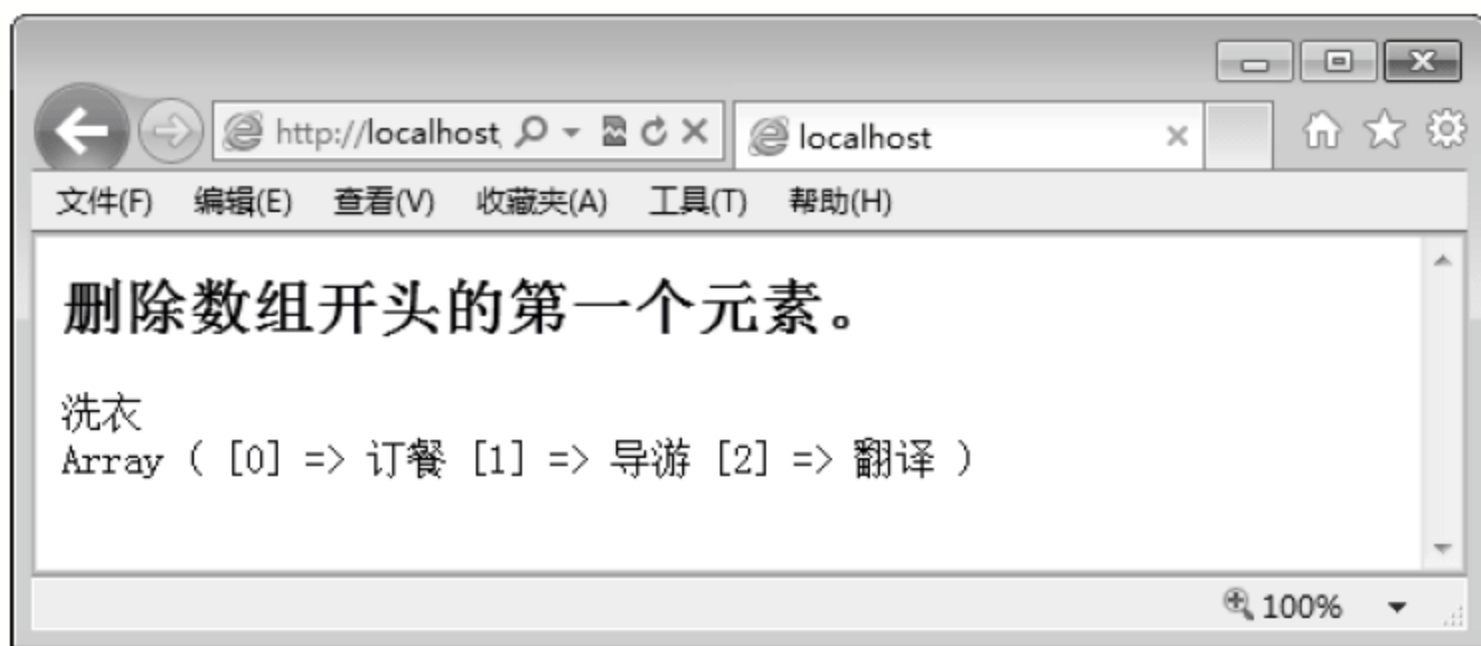 http://localhost
localhost
文件(F) 编辑(E) 查看(V) 收藏夹(A) 工具(T) 帮助(H)
删除数组开头的第一个元素。
洗衣
Array ( [0] => 订餐 [1] => 导游 [2] => 翻译 )
100%